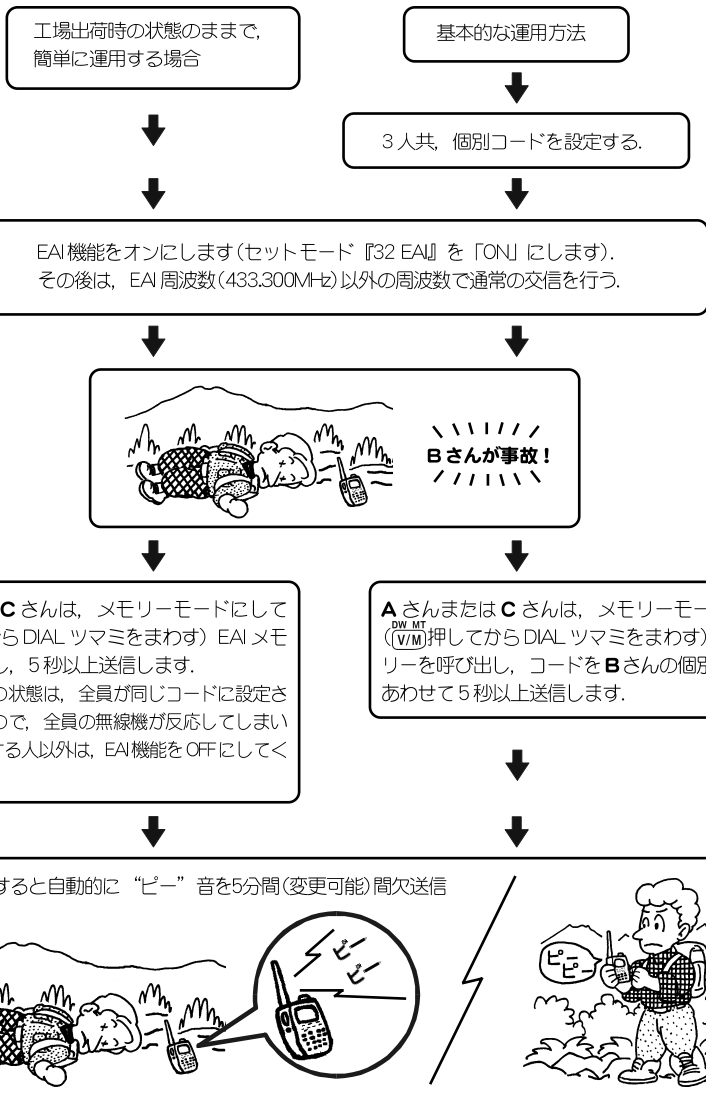 工場出荷時の状態のままで,
簡単に運用する場合
基本的な運用方法
3人共, 個別コードを設定する.
EAI機能をオンにします(セットモード『32 EAI』を「ON」にします).
その後は, EAI周波数(433.300MHz)以外の周波数で通常の交信を行う.
Bさんが事故!
Cさんは, メモリーモードにして
らDIALツマミをまわす) EAIメモ
し, 5秒以上送信します.
の状態は, 全員が同じコードに設定さ
ので, 全員の無線機が反応してしまい
する人以外は, EAI機能をOFFにしてく
AさんまたはCさんは, メモリーモー
DW MT
(V/M押してからDIALツマミをまわす)
リーを呼び出し, コードをBさんの個別
あわせて5秒以上送信します.
すると自動的に “ピー” 音を5分間(変更可能)間欠送信
ピー
ピー
ピー
ピー